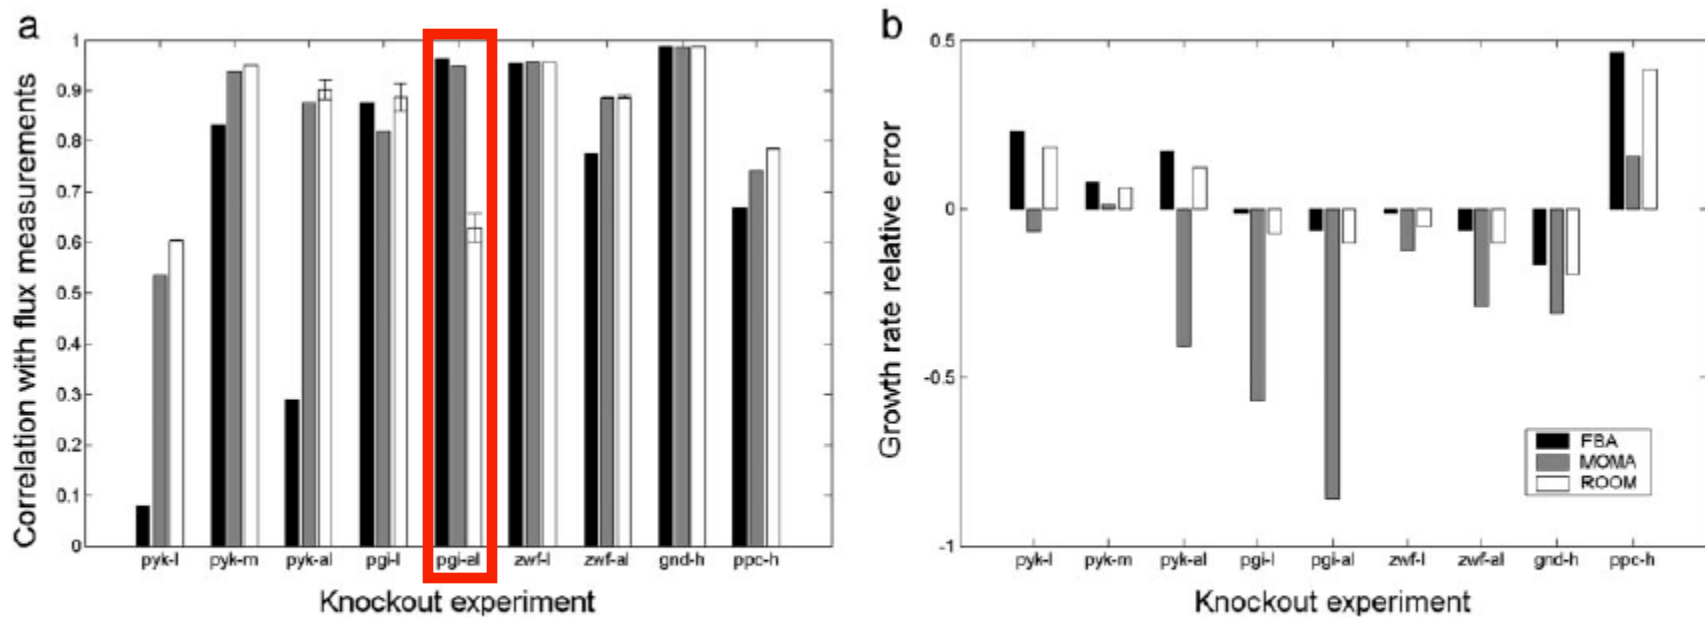 a
Correlation with flux measurements
1
0.9
0.8
0.7
0.6
0.5
0.4
0.3
0.2
0.1
0
pyk-l pyk-m pyk-al pgi-l pgi-al zwf-l zwf-al gnd-h ppc-h
Knockout experiment
b
Growth rate relative error
0.5
0
-0.5
-1
FBA
MOMA
ROOM
pyk-l pyk-m pyk-al pgi-l pgi-al zwf-l zwf-al gnd-h ppc-h
Knockout experiment